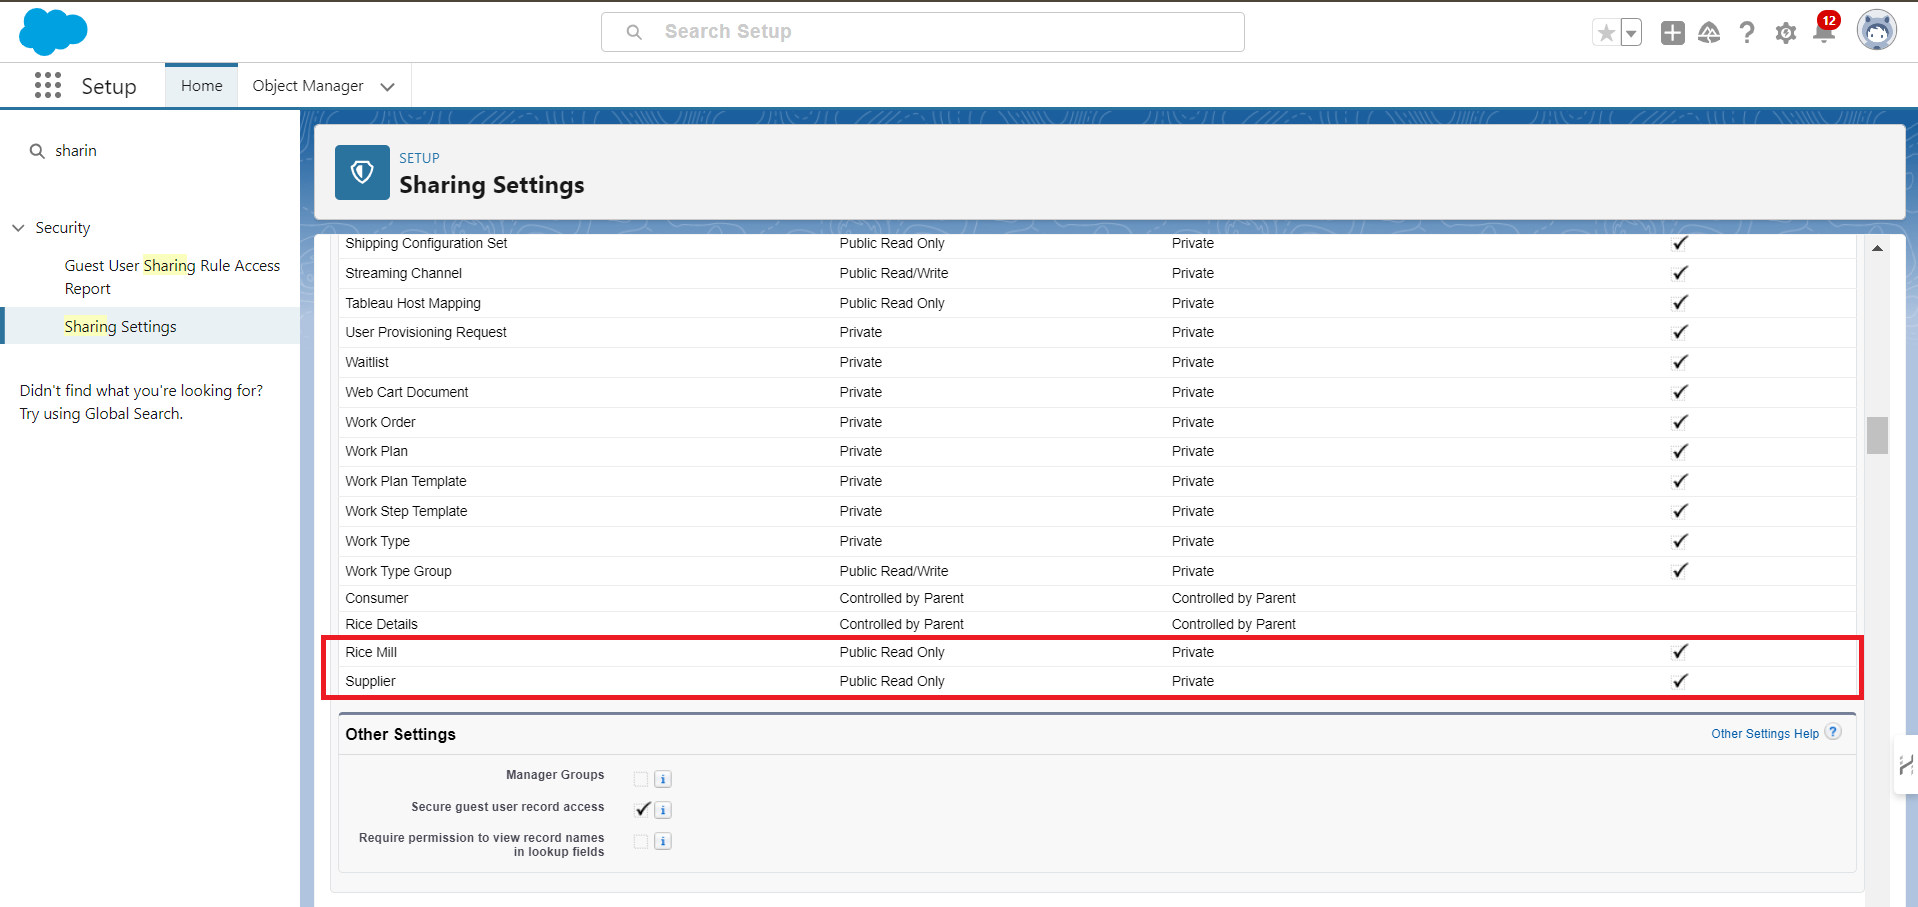 Search Setup
12
Setup
Home
Object Manager
sharin
Security
Guest User Sharing Rule Access
Report
Sharing Settings
Didn't find what you're looking for?
Try using Global Search.
SETUP
Sharing Settings
Shipping Configuration Set Public Read Only Private
Streaming Channel Public Read/Write Private
Tableau Host Mapping Public Read Only Private
User Provisioning Request Private Private
Waitlist Private Private
Web Cart Document Private Private
Work Order Private Private
Work Plan Private Private
Work Plan Template Private Private
Work Step Template Private Private
Work Type Private Private
Work Type Group Public Read/Write Private
Consumer Controlled by Parent Controlled by Parent
Rice Details Controlled by Parent Controlled by Parent
Rice Mill Public Read Only Private
Supplier Public Read Only Private
Other Settings
Other Settings Help ?
Manager Groups i
Secure guest user record access i
Require permission to view record names
in lookup fields i